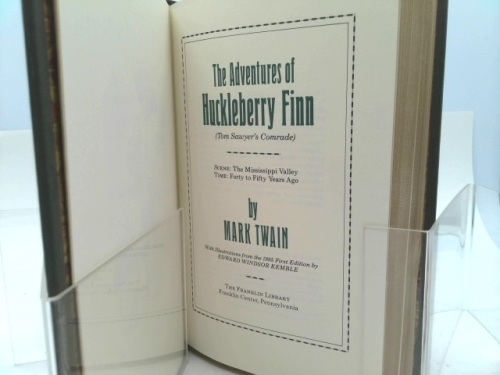 The Adventures of
Huckleberry Finn
(Tom Sawyer's Comrade)
SCENE: The Mississippi Valley
TIME: Forty to Fifty Years Ago
by
MARK TWAIN
With Illustrations from the 1885 First Edition by
EDWARD WINDSOR KEMBLE
THE FRANKLIN LIBRARY
Franklin Center, Pennsylvania